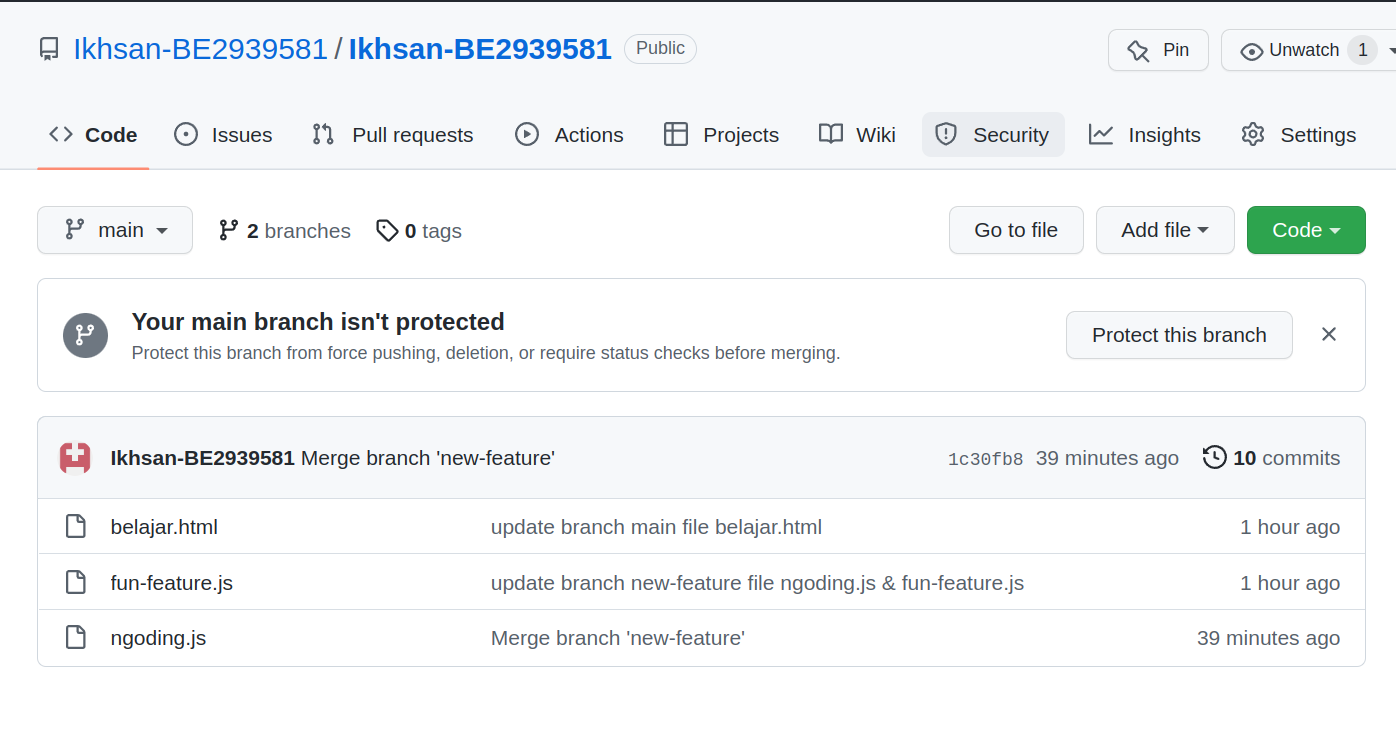 Ikhsan-BE2939581 / Ikhsan-BE2939581 Public Pin Unwatch 1
Code Issues Pull requests Actions Projects Wiki Security Insights Settings
main 2 branches 0 tags Go to file Add file Code
Your main branch isn't protected
Protect this branch from force pushing, deletion, or require status checks before merging.
Protect this branch
Ikhsan-BE2939581 Merge branch 'new-feature' 1c30fb8 39 minutes ago 10 commits
belajar.html update branch main file belajar.html 1 hour ago
fun-feature.js update branch new-feature file ngoding.js & fun-feature.js 1 hour ago
ngoding.js Merge branch 'new-feature' 39 minutes ago